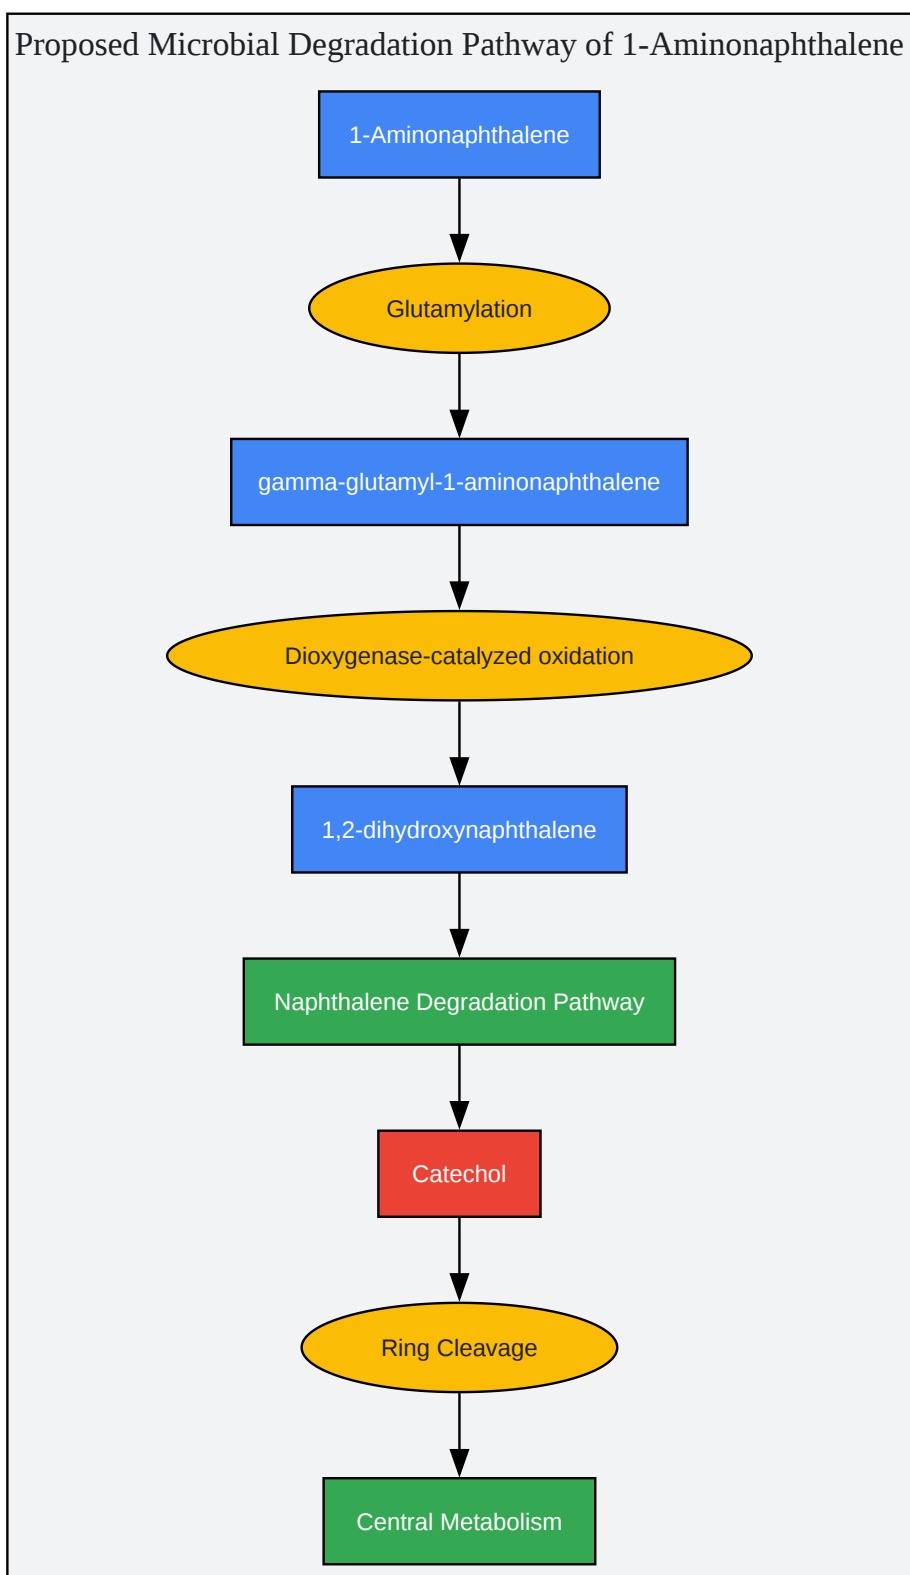 Proposed Microbial Degradation Pathway of 1-Aminonaphthalene
1-Aminonaphthalene
Glutamylation
gamma-glutamyl-1-aminonaphthalene
Dioxygenase-catalyzed oxidation
1,2-dihydroxynaphthalene
Naphthalene Degradation Pathway
Catechol
Ring Cleavage
Central Metabolism